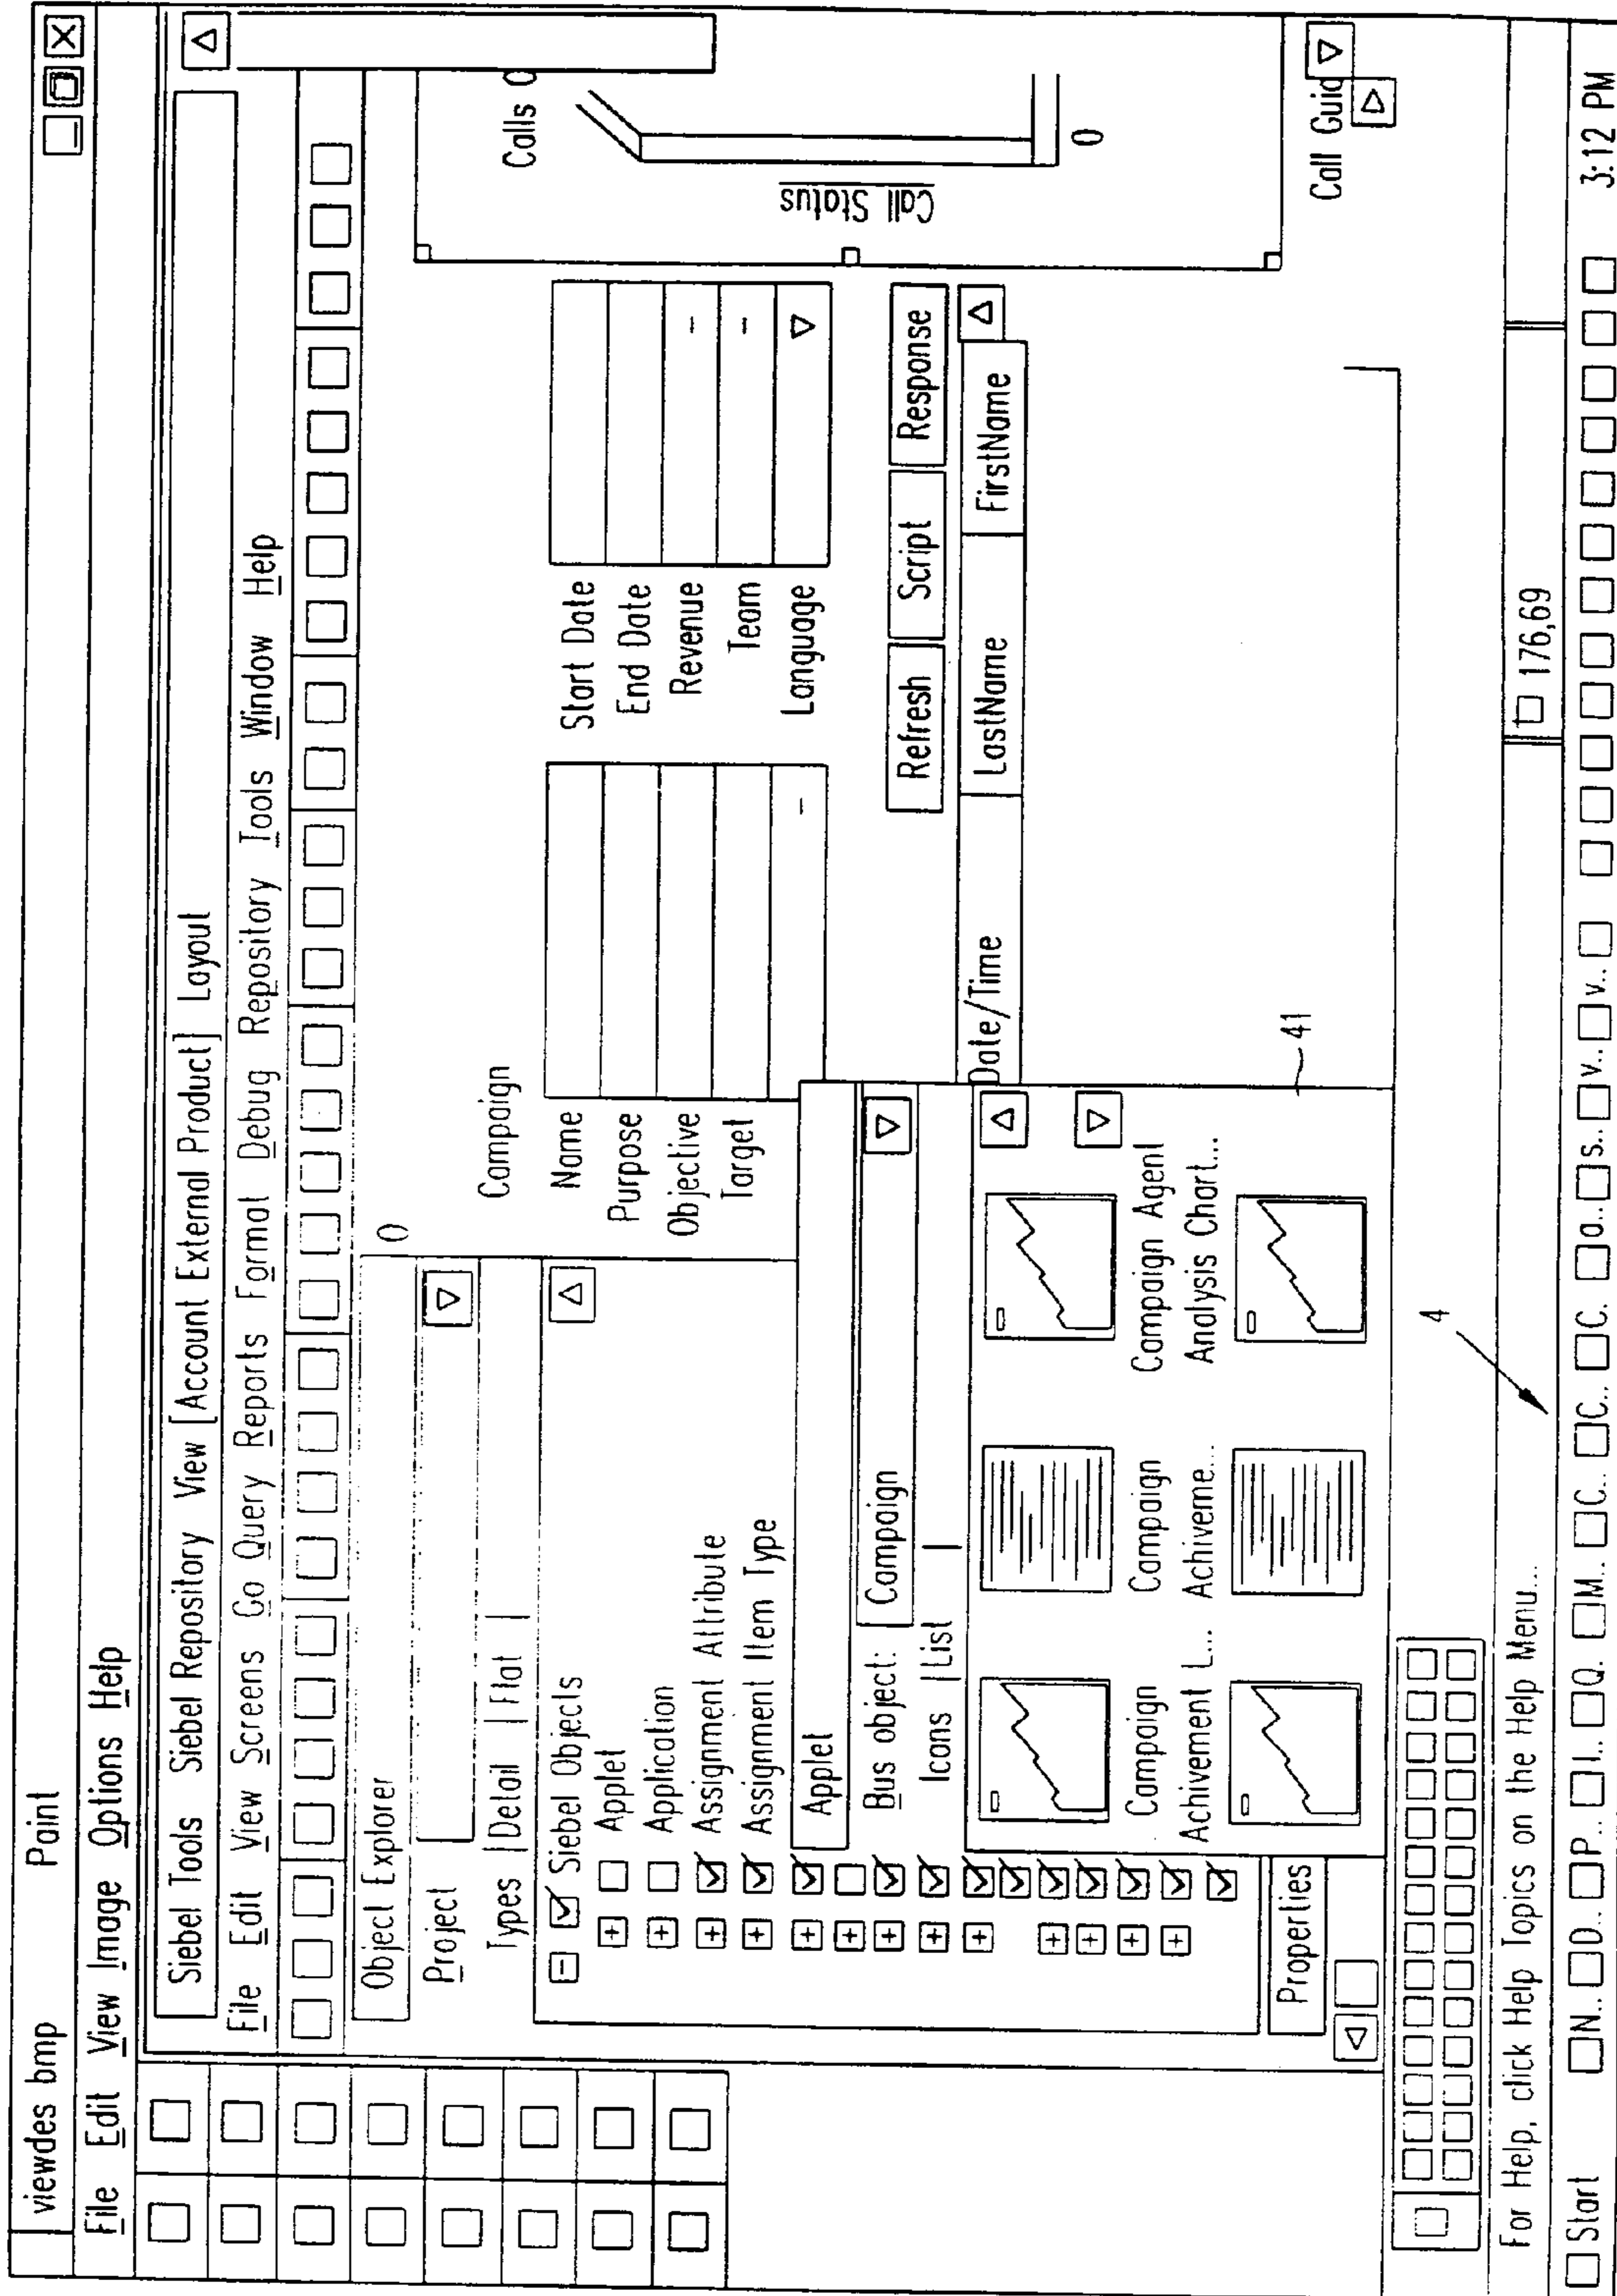 viewdes bmp Paint
File Edit View Image Options Help
Siebel Tools Siebel Repository View [Account External Product] Layout
File Edit View Screens Go Query Reports Formal Debug Repository Tools Window Help
Object Explorer
0
Project
Types | Detail | Flat |
Siebel Objects
Applet
Application
Assignment Attribute
Assignment Item Type
Campaign
Name
Purpose
Objective
Target
Start Date
End Date
Revenue
Team
Language
Calls
Call Status
0
Refresh Script Response
Date/Time LastName FirstName
Call Guid
Applet
Bus object: Campaign
Icons | List |
Campaign
Achivement L...
Campaign
Achiveme...
Campaign Agent
Analysis Chart...
41
Properties
4
For Help, click Help Topics on the Help Menu...
176,69
Start N.. D.. P.. I.. Q. M.. C.. C.. C. a.. s.. v.. v.. 3:12 PM